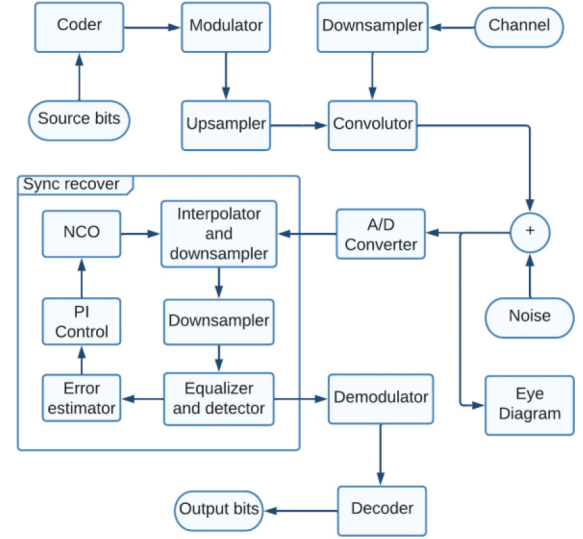 Coder
Modulator
Downsampler
Channel
Source bits
Upsampler
Convolutor
Sync recover
NCO
Interpolator
and
downsampler
A/D
Converter
+
PI
Control
Downsampler
Noise
Error
estimator
Equalizer
and detector
Demodulator
Eye
Diagram
Output bits
Decoder